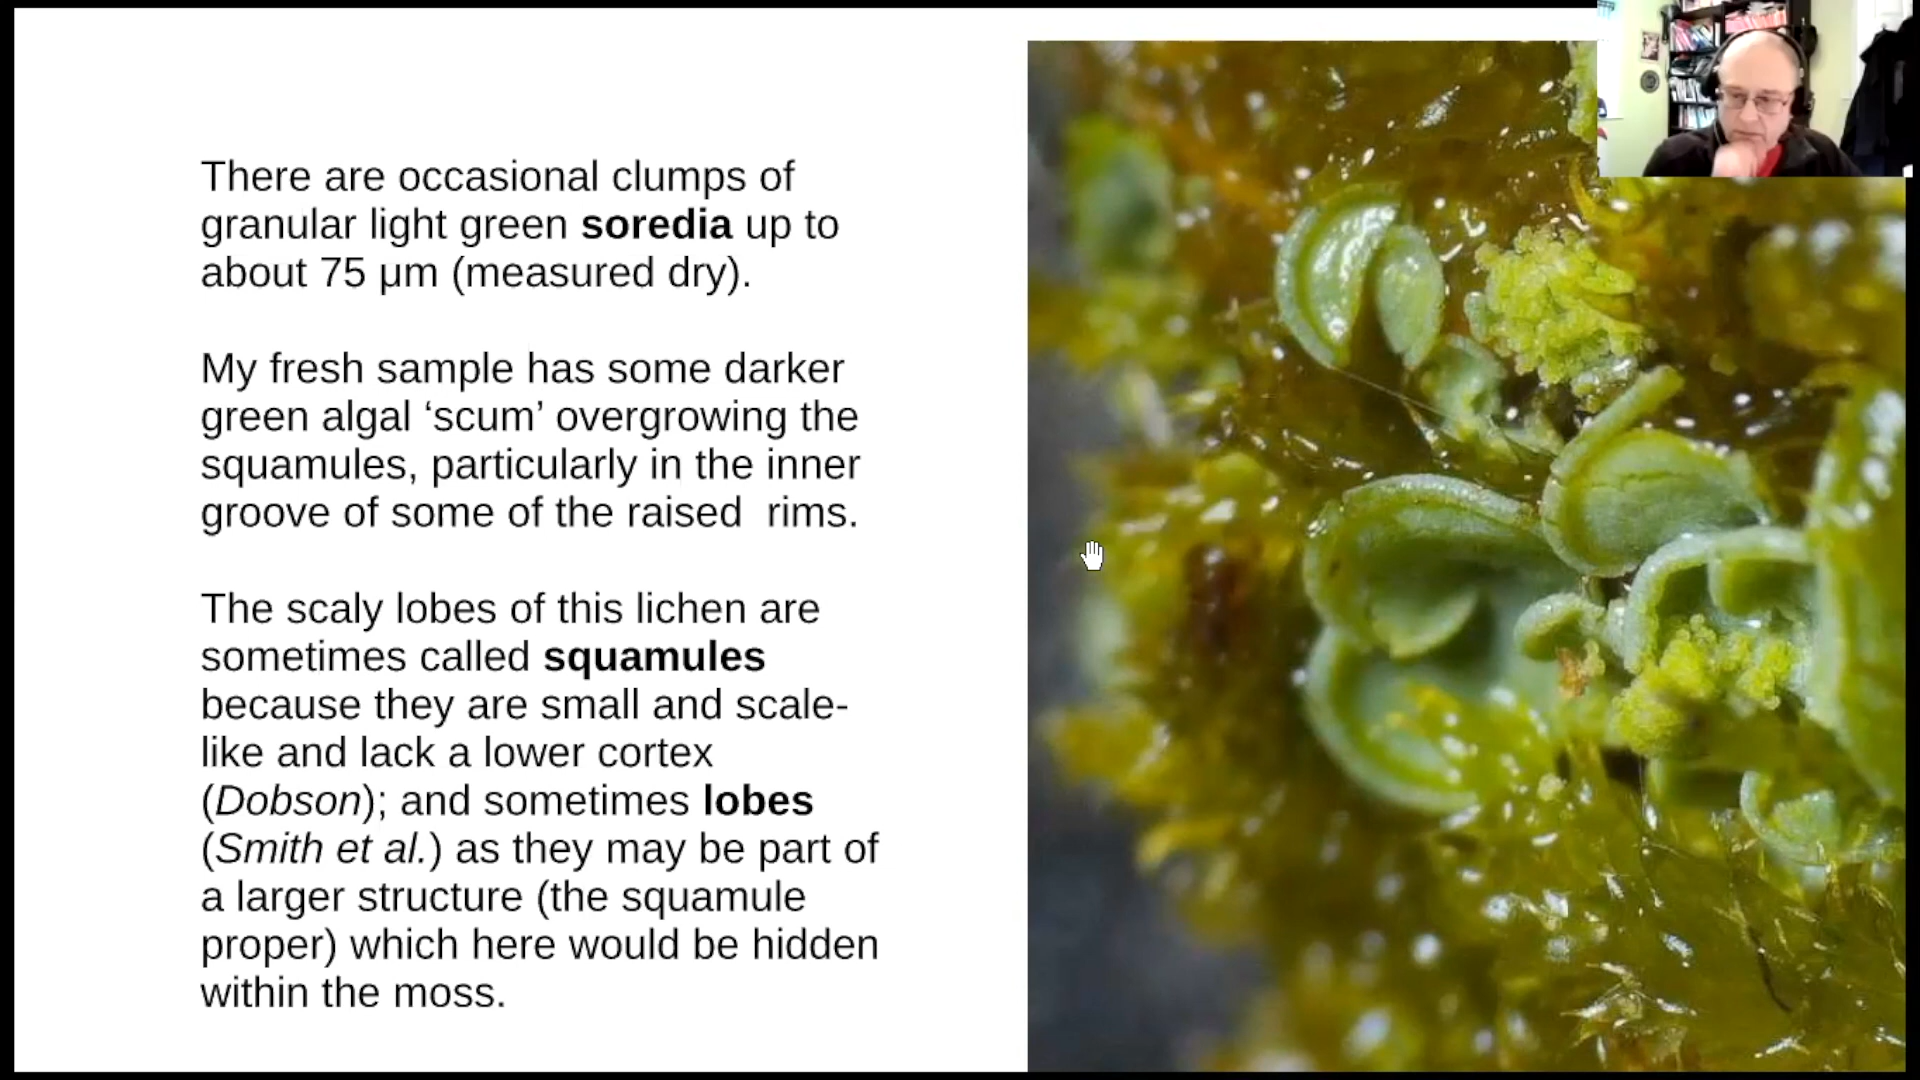 There are occasional clumps of
granular light green soredia up to
about 75 μm (measured dry).
My fresh sample has some darker
green algal ‘scum’ overgrowing the
squamules, particularly in the inner
groove of some of the raised  rims.
The scaly lobes of this lichen are
sometimes called squamules
because they are small and scale-
like and lack a lower cortex
(Dobson); and sometimes lobes
(Smith et al.) as they may be part of
a larger structure (the squamule
proper) which here would be hidden
within the moss.